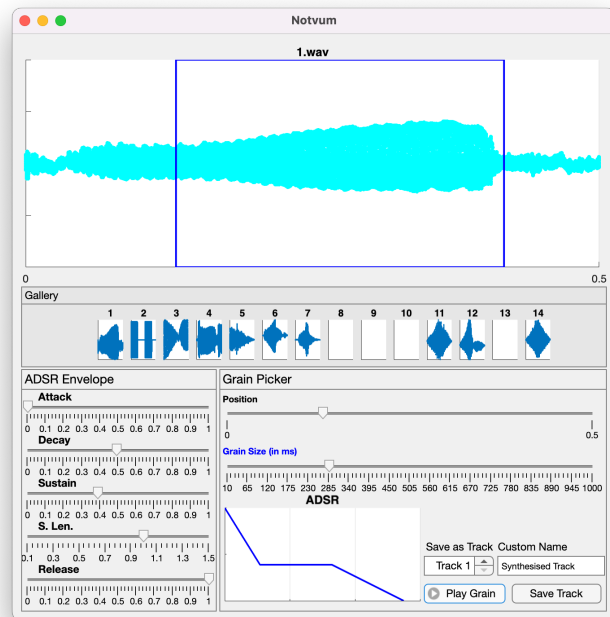 Notvum
1.wav
0 0.5
Gallery
1 2 3 4 5 6 7 8 9 10 11 12 13 14
ADSR Envelope
Attack
0 0.1 0.2 0.3 0.4 0.5 0.6 0.7 0.8 0.9 1
Decay
0 0.1 0.2 0.3 0.4 0.5 0.6 0.7 0.8 0.9 1
Sustain
0 0.1 0.2 0.3 0.4 0.5 0.6 0.7 0.8 0.9 1
S. Len.
0.1 0.3 0.5 0.7 0.9 1.1 1.3 1.5
Release
0 0.1 0.2 0.3 0.4 0.5 0.6 0.7 0.8 0.9 1
Grain Picker
Position
0 0.5
Grain Size (in ms)
10 65 120 175 230 285 340 395 450 505 560 615 670 725 780 835 890 945 1000
ADSR
Save as Track Custom Name
Track 1 Synthesised Track
Play Grain Save Track